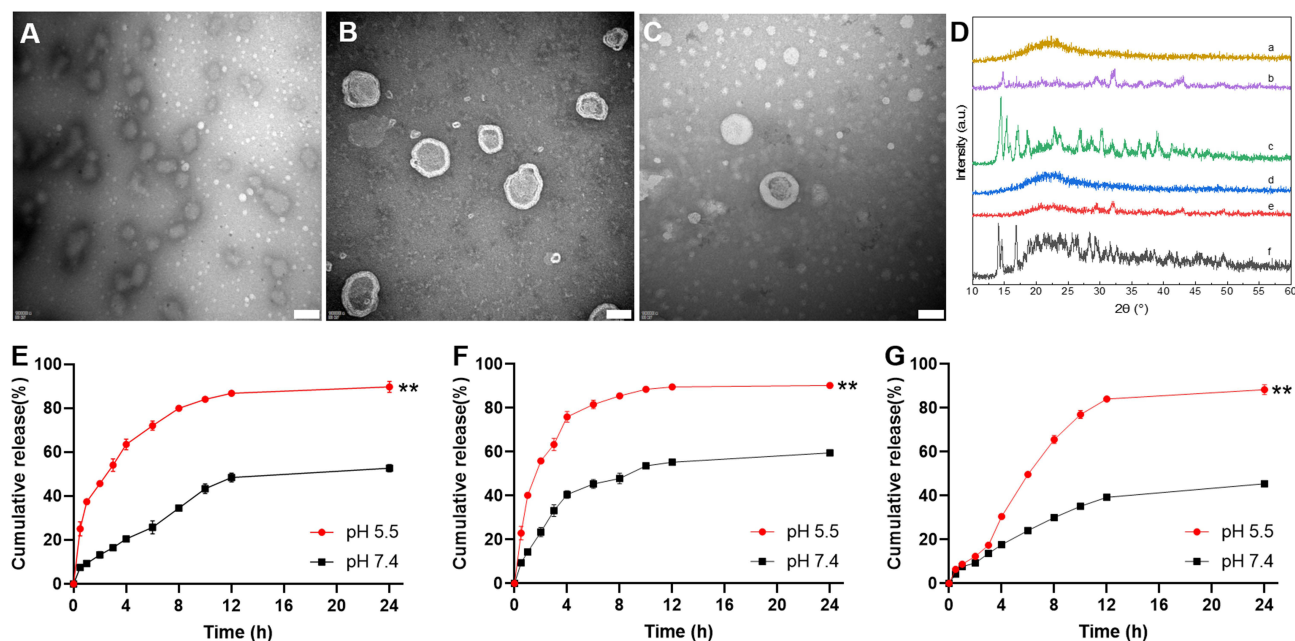 A
B
C
D
a
b
c
d
e
f
Intensity (a.u.)
10 15 20 25 30 35 40 45 50 55 60
2θ (°)
E
100
80
60
40
20
0
Cumulative release(%)
**
pH 5.5
pH 7.4
0 4 8 12 16 20 24
Time (h)
F
100
80
60
40
20
0
Cumulative release(%)
**
pH 5.5
pH 7.4
0 4 8 12 16 20 24
Time (h)
G
100
80
60
40
20
0
Cumulative release(%)
**
pH 5.5
pH 7.4
0 4 8 12 16 20 24
Time (h)